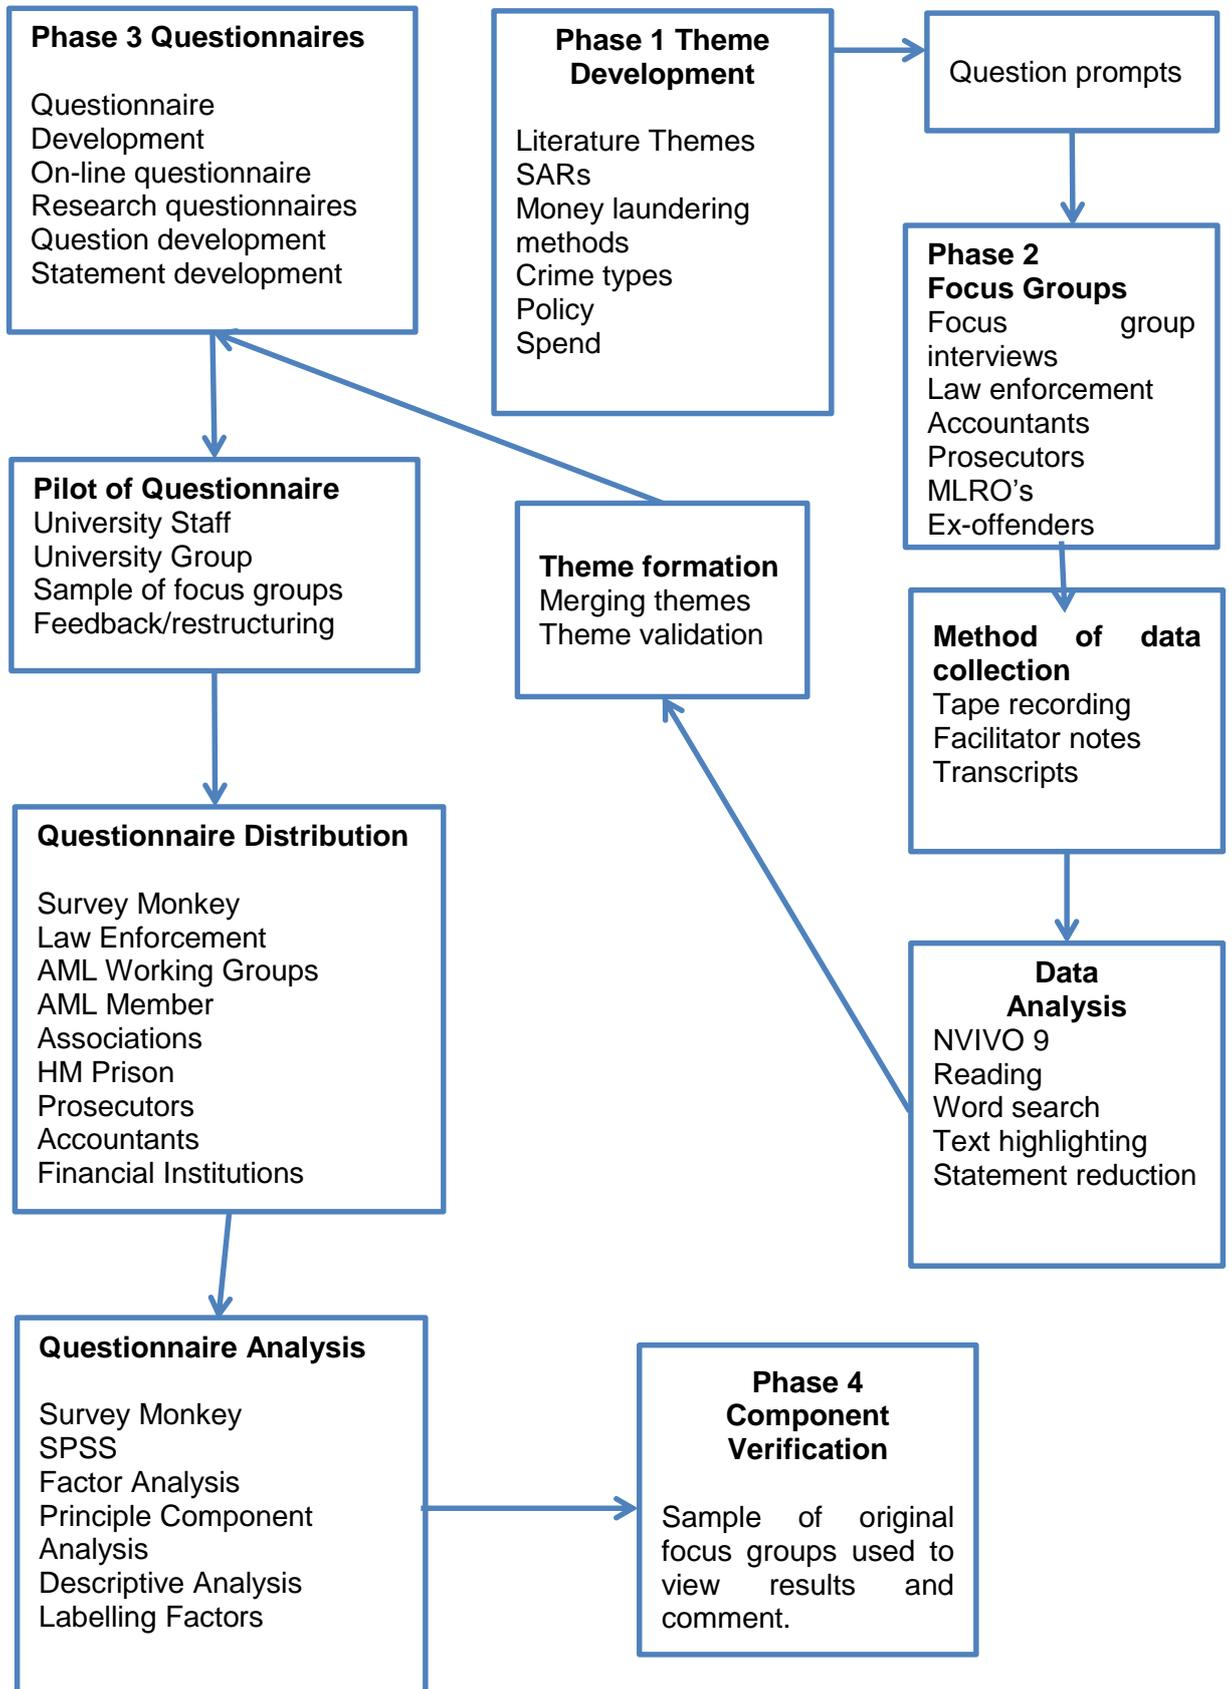 Phase 3 Questionnaires
Questionnaire
Development
On-line questionnaire
Research questionnaires
Question development
Statement development
Phase 1 Theme
Development
Literature Themes
SARs
Money laundering
methods
Crime types
Policy
Spend
Question prompts
Phase 2
Focus Groups
Focus group
interviews
Law enforcement
Accountants
Prosecutors
MLRO's
Ex-offenders
Pilot of Questionnaire
University Staff
University Group
Sample of focus groups
Feedback/restructuring
Theme formation
Merging themes
Theme validation
Method of data
collection
Tape recording
Facilitator notes
Transcripts
Questionnaire Distribution
Survey Monkey
Law Enforcement
AML Working Groups
AML Member
Associations
HM Prison
Prosecutors
Accountants
Financial Institutions
Data
Analysis
NVIVO 9
Reading
Word search
Text highlighting
Statement reduction
Questionnaire Analysis
Survey Monkey
SPSS
Factor Analysis
Principle Component
Analysis
Descriptive Analysis
Labelling Factors
Phase 4
Component
Verification
Sample of original
focus groups used to
view results and
comment.